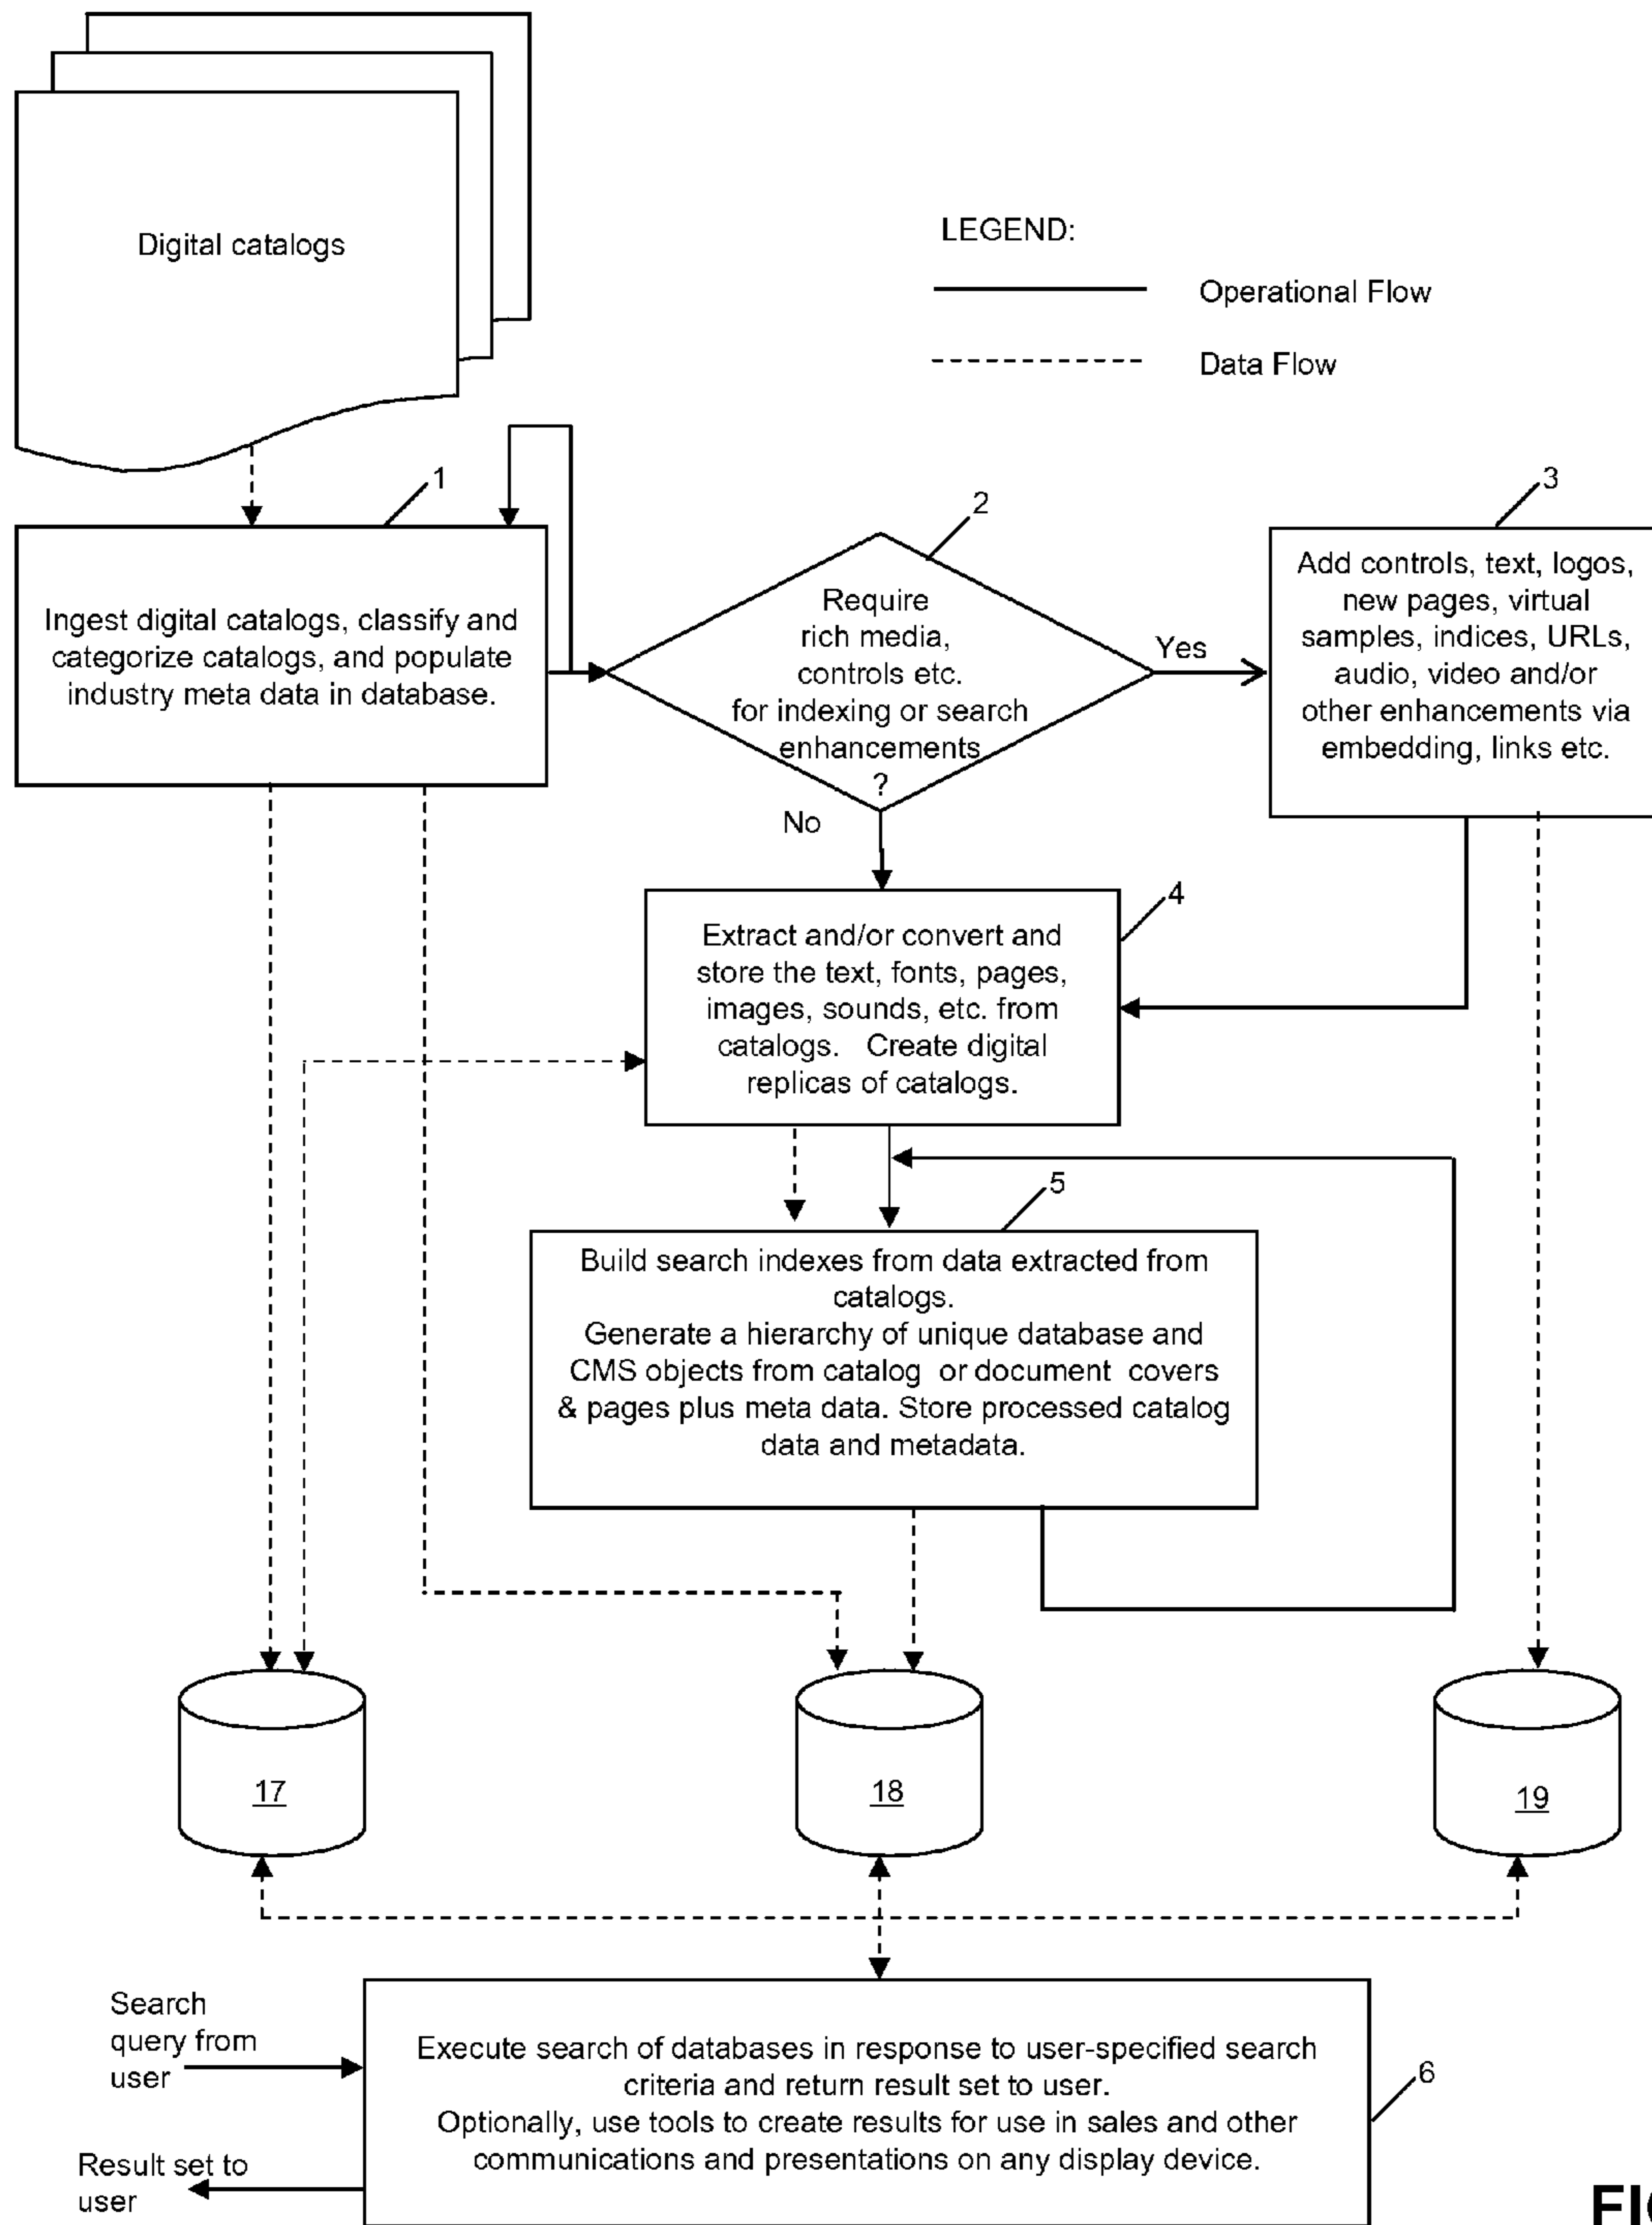 Digital catalogs
LEGEND:
Operational Flow
Data Flow
1
Ingest digital catalogs, classify and
categorize catalogs, and populate
industry meta data in database.
2
Require
rich media,
controls etc.
for indexing or search
enhancements
?
Yes
No
3
Add controls, text, logos,
new pages, virtual
samples, indices, URLs,
audio, video and/or
other enhancements via
embedding, links etc.
4
Extract and/or convert and
store the text, fonts, pages,
images, sounds, etc. from
catalogs. Create digital
replicas of catalogs.
5
Build search indexes from data extracted from
catalogs.
Generate a hierarchy of unique database and
CMS objects from catalog or document covers
& pages plus meta data. Store processed catalog
data and metadata.
17
18
19
Search
query from
user
Execute search of databases in response to user-specified search
criteria and return result set to user.
Optionally, use tools to create results for use in sales and other
communications and presentations on any display device.
6
Result set to
user